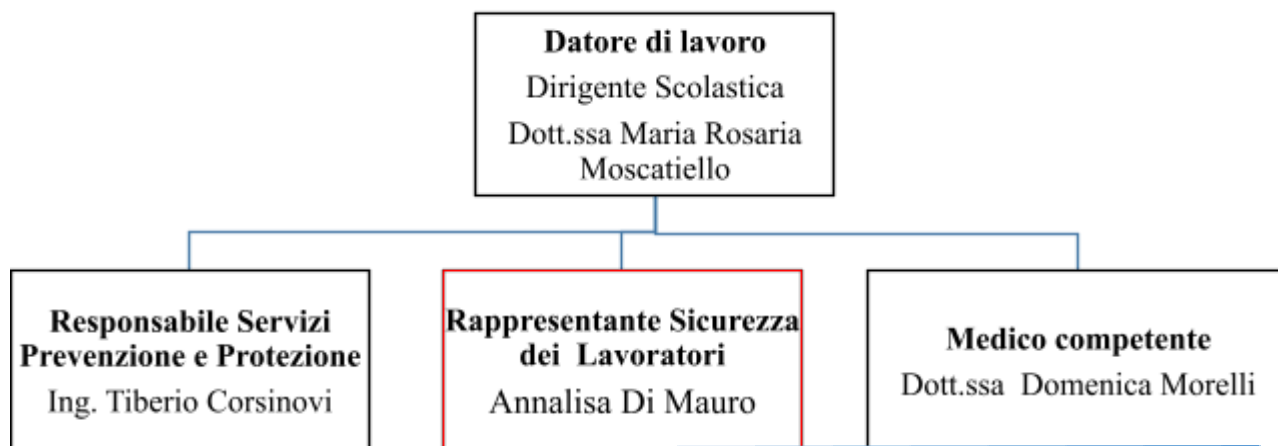 Datore di lavoro
Dirigente Scolastica
Dott.ssa Maria Rosaria
Moscatiello
Responsabile Servizi
Prevenzione e Protezione
Ing. Tiberio Corsinovi
Rappresentante Sicurezza
dei Lavoratori
Annalisa Di Mauro
Medico competente
Dott.ssa Domenica Morelli